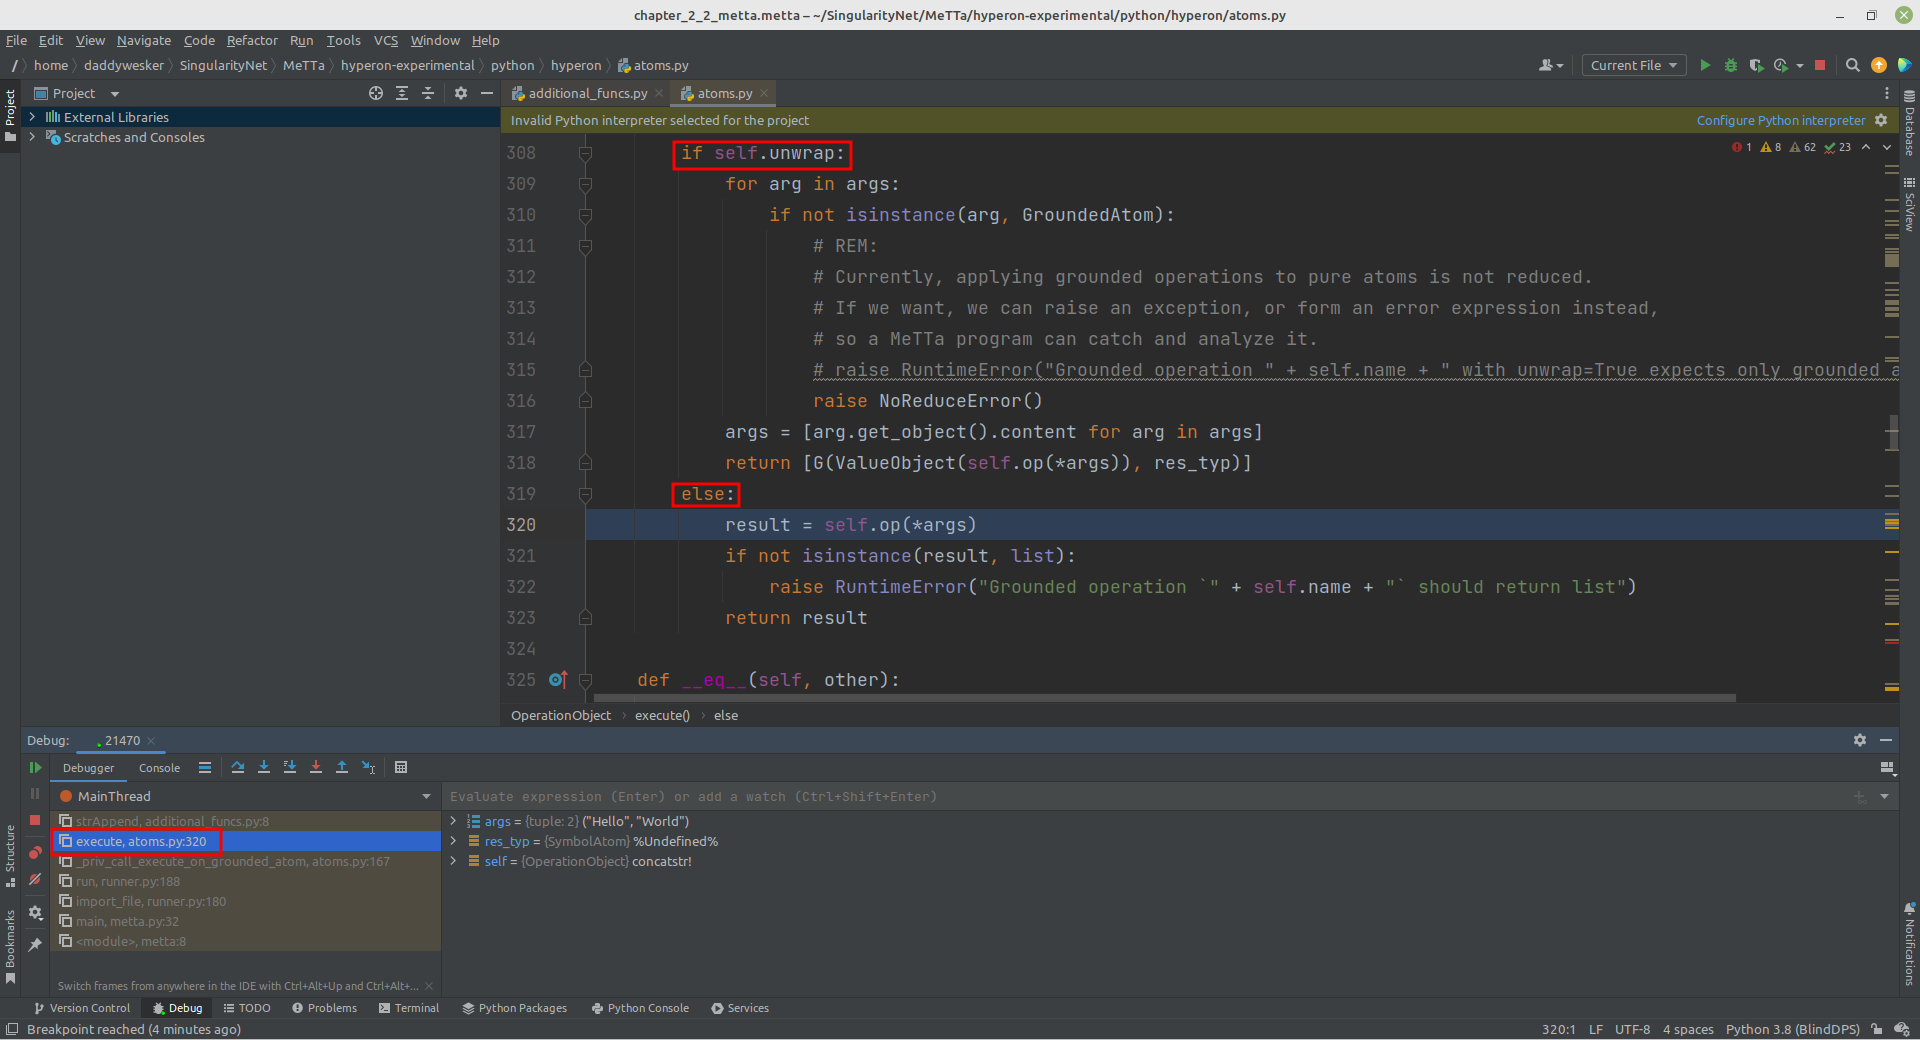 chapter_2_2_metta.metta – ~/SingularityNet/MeTTa/hyperon-experimental/python/hyperon/atoms.py
File Edit View Navigate Code Refactor Run Tools VCS Window Help
/ home daddywesker SingularityNet MeTTa hyperon-experimental python hyperon atoms.py
Current File
Project
additional_funcs.py
atoms.py
External Libraries
Scratches and Consoles
Invalid Python interpreter selected for the project
Configure Python interpreter
1 8 62 23
308 if self.unwrap:
309 for arg in args:
310 if not isinstance(arg, GroundedAtom):
311 # REM:
312 # Currently, applying grounded operations to pure atoms is not reduced.
313 # If we want, we can raise an exception, or form an error expression instead,
314 # so a MeTTa program can catch and analyze it.
315 # raise RuntimeError("Grounded operation " + self.name + " with unwrap=True expects only grounded a
316 raise NoReduceError()
317 args = [arg.get_object().content for arg in args]
318 return [G(ValueObject(self.op(*args)), res_typ)]
319 else:
320 result = self.op(*args)
321 if not isinstance(result, list):
322 raise RuntimeError("Grounded operation `" + self.name + "` should return list")
323 return result
324
325 def __eq__(self, other):
OperationObject execute() else
Project
Structure
Bookmarks
Database
SciView
Notifications
Debug: 21470
Debugger Console
MainThread
Evaluate expression (Enter) or add a watch (Ctrl+Shift+Enter)
strAppend, additional_funcs.py:8
execute, atoms.py:320
_priv_call_execute_on_grounded_atom, atoms.py:167
run, runner.py:188
import_file, runner.py:180
main, metta.py:32
<module>, metta:8
args = {tuple: 2} ("Hello", "World")
res_typ = {SymbolAtom} %Undefined%
self = {OperationObject} concatstr!
Switch frames from anywhere in the IDE with Ctrl+Alt+Up and Ctrl+Alt+...
Version Control Debug TODO Problems Terminal Python Packages Python Console Services
Breakpoint reached (4 minutes ago)
320:1 LF UTF-8 4 spaces Python 3.8 (BlindDPS)